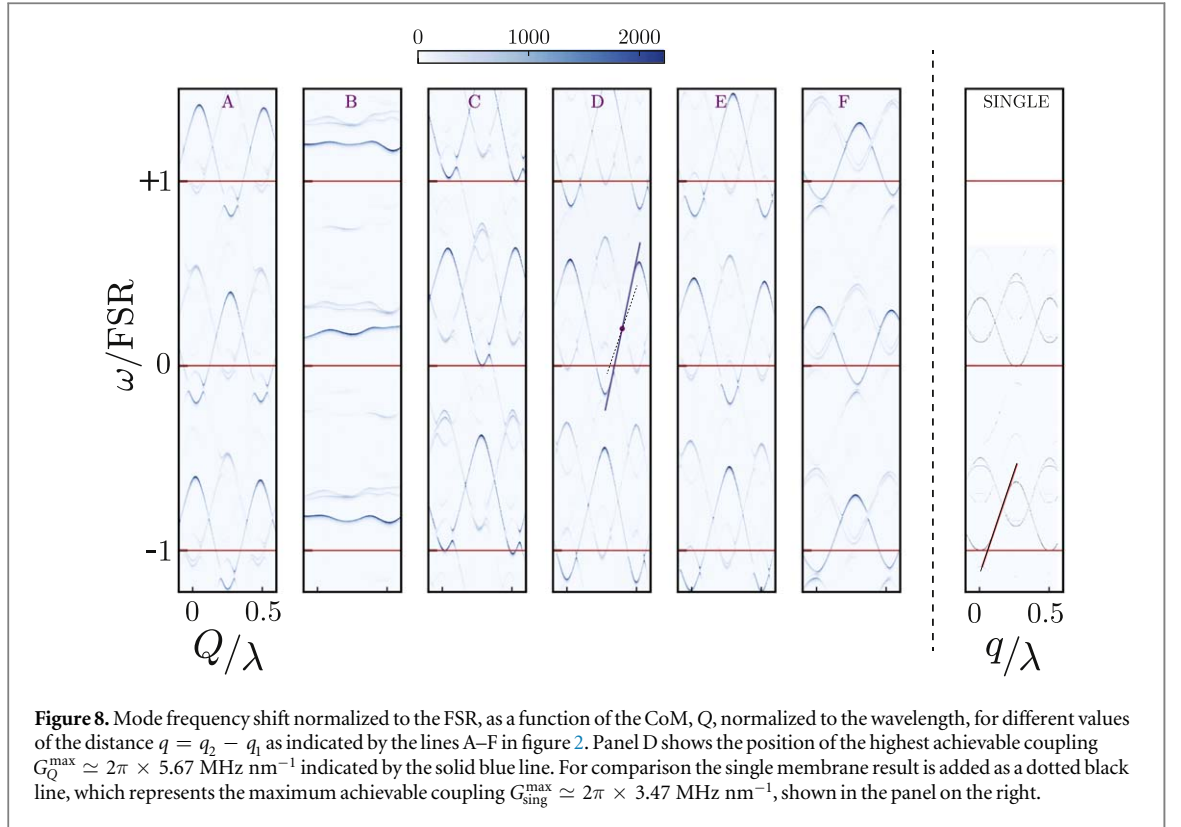 0 1000 2000
A B C D E F SINGLE
+1
0
-1
ω/FSR
0 0.5 0 0.5
Q/λ q/λ
Figure 8. Mode frequency shift normalized to the FSR, as a function of the CoM, Q, normalized to the wavelength, for different values
of the distance q = q₂ − q₁ as indicated by the lines A–F in figure 2. Panel D shows the position of the highest achievable coupling
G_Q^max ≃ 2π × 5.67 MHz nm⁻¹ indicated by the solid blue line. For comparison the single membrane result is added as a dotted black
line, which represents the maximum achievable coupling G_sing^max ≃ 2π × 3.47 MHz nm⁻¹, shown in the panel on the right.